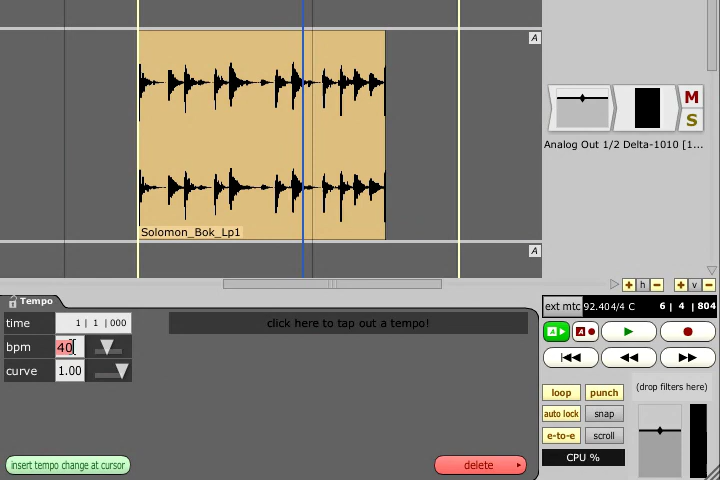 A
M
S
Analog Out 1/2 Delta-1010 [1...
Solomon_Bok_Lp1
A
+ h − + v −
Tempo
ext mtc 92.404/4 C 6 | 4 | 804
time 1 | 1 | 000 click here to tap out a tempo!
A A
bpm 40
curve 1.00
loop punch (drop filters here)
auto lock snap
e-to-e scroll
CPU %
insert tempo change at cursor delete